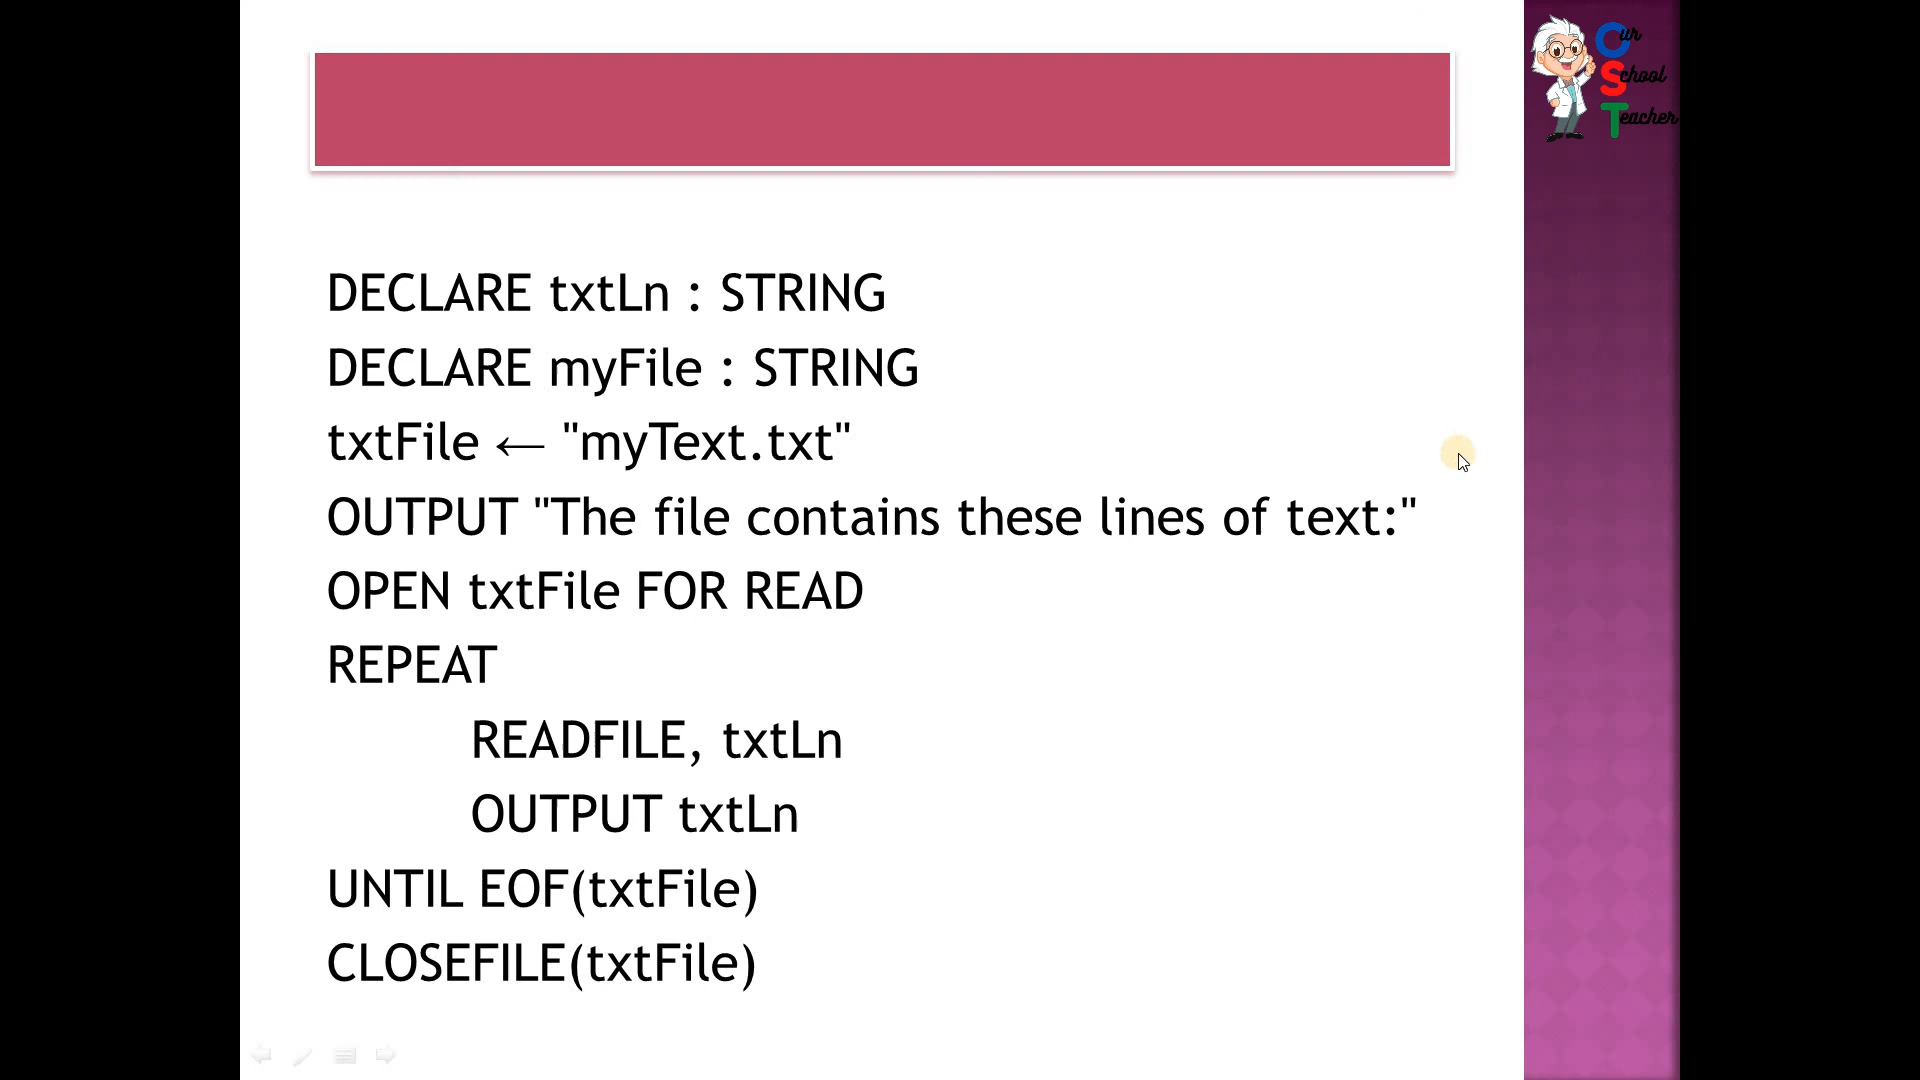 Our
School
Teacher
DECLARE txtLn : STRING
DECLARE myFile : STRING
txtFile ← "myText.txt"
OUTPUT "The file contains these lines of text:"
OPEN txtFile FOR READ
REPEAT
READFILE, txtLn
OUTPUT txtLn
UNTIL EOF(txtFile)
CLOSEFILE(txtFile)